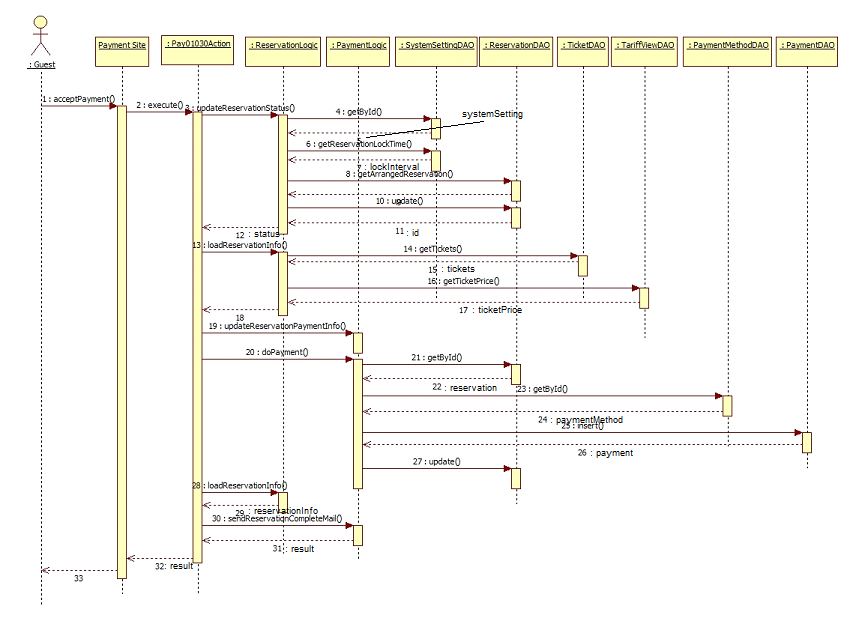 : Guest
Payment Site
: Pay01030Action
: ReservationLogic
: PaymentLogic
: SystemSettingDAO
: ReservationDAO
: TicketDAO
: TariffViewDAO
: PaymentMethodDAO
: PaymentDAO
1 : acceptPayment()
2 : execute()
3 : updateReservationStatus()
4 : getById()
systemSetting
5
6 : getReservationLockTime()
7 : lockInterval
8 : getArrangedReservation()
9
10 : update()
11 : id
12 : status
13 : loadReservationInfo()
14 : getTickets()
15 : tickets
16 : getTicketPrice()
17 : ticketPrice
18
19 : updateReservationPaymentInfo()
20 : doPayment()
21 : getById()
22 : reservation
23 : getById()
24 : paymentMethod
25 : insert()
26 : payment
27 : update()
28 : loadReservationInfo()
29 : reservationInfo
30 : sendReservationCompleteMail()
31 : result
32: result
33